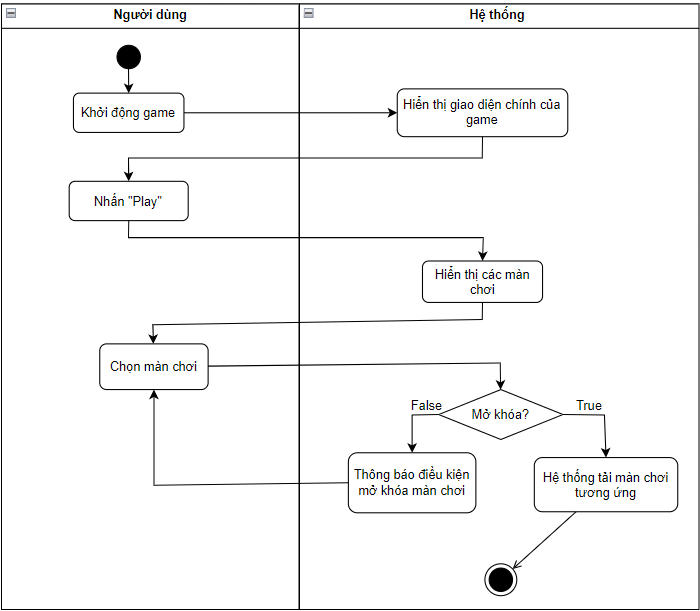 Người dùng
Hệ thống
Khởi động game
Hiển thị giao diện chính của
game
Nhấn "Play"
Hiển thị các màn
chơi
Chọn màn chơi
Mở khóa?
False
True
Thông báo điều kiện
mở khóa màn chơi
Hệ thống tải màn chơi
tương ứng